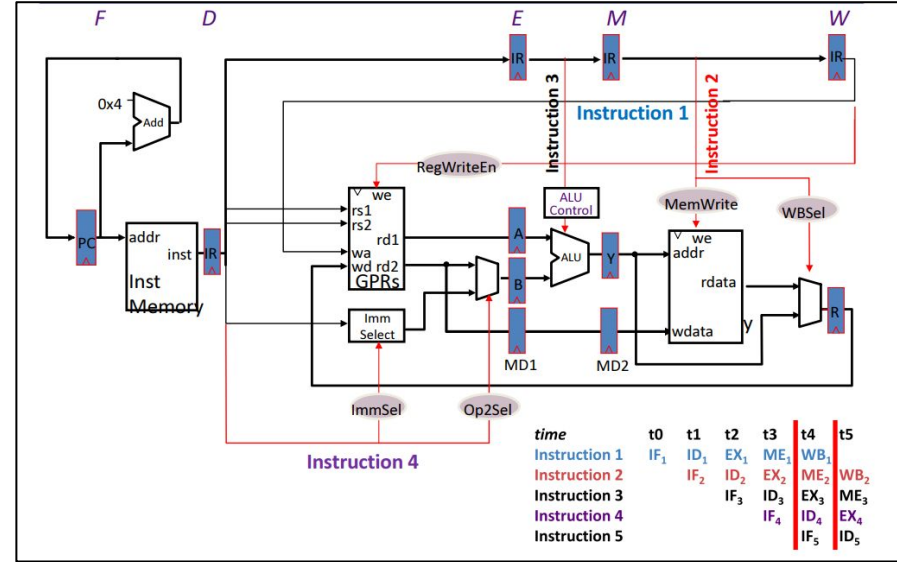 F D E M W
IR IR IR
0x4
Add
Instruction 3
Instruction 2
Instruction 1
RegWriteEn
we
rs1
rs2
rd1
wa
wd rd2
GPRs
ALU
Control
MemWrite
WBSel
PC
addr
inst
Inst
Memory
IR
A
B
ALU
Y
we
addr
rdata
wdata
y
R
Imm
Select
MD1
MD2
ImmSel
Op2Sel
Instruction 4
time t0 t1 t2 t3 t4 t5
Instruction 1 IF₁ ID₁ EX₁ ME₁ WB₁
Instruction 2 IF₂ ID₂ EX₂ ME₂ WB₂
Instruction 3 IF₃ ID₃ EX₃ ME₃
Instruction 4 IF₄ ID₄ EX₄
Instruction 5 IF₅ ID₅